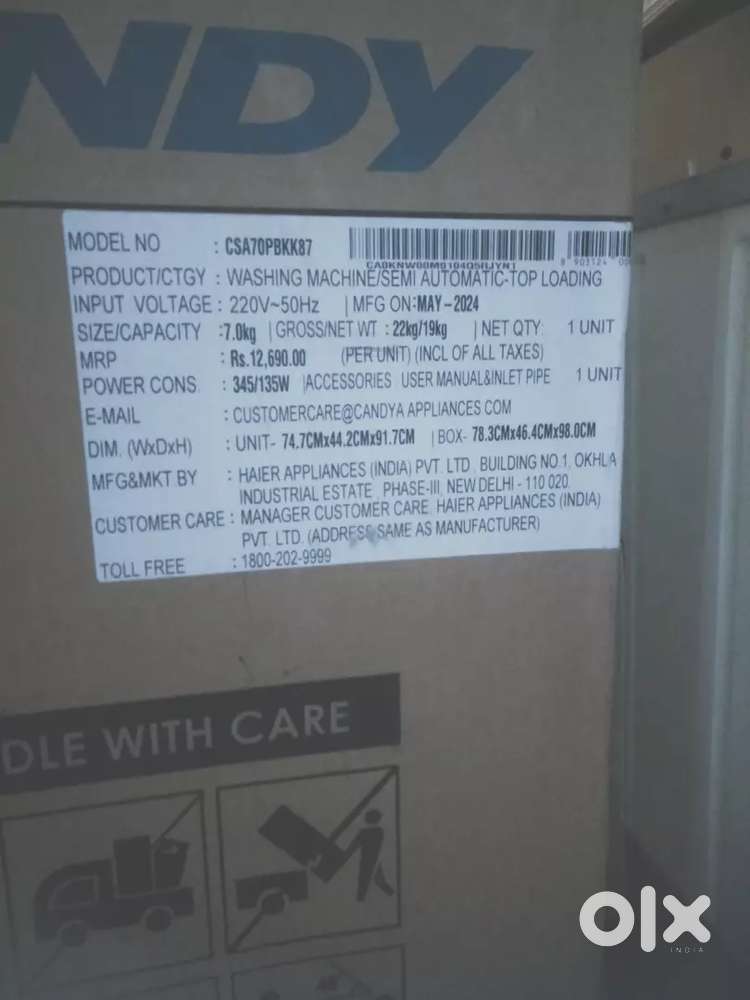 NDY
MODEL NO : CSA70PBKK87
PRODUCT/CTGY : WASHING MACHINE/SEMI AUTOMATIC-TOP LOADING
INPUT VOLTAGE : 220V~50Hz | MFG ON:MAY-2024
SIZE/CAPACITY :7.0kg | GROSS/NET WT : 22kg/19kg | NET QTY: 1 UNIT
MRP : Rs.12,690.00 (PER UNIT) (INCL OF ALL TAXES)
POWER CONS. : 345/135W |ACCESSORIES USER MANUAL&INLET PIPE 1 UNIT
E-MAIL : CUSTOMERCARE@CANDYA APPLIANCES COM
DIM. (WxDxH) : UNIT- 74.7CMx44.2CMx91.7CM | BOX- 78.3CMx46.4CMx98.0CM
MFG&MKT BY : HAIER APPLIANCES (INDIA) PVT. LTD. BUILDING NO.1, OKHLA
INDUSTRIAL ESTATE PHASE-III, NEW DELHI - 110 020.
CUSTOMER CARE : MANAGER CUSTOMER CARE, HAIER APPLIANCES (INDIA)
PVT. LTD. (ADDRESS SAME AS MANUFACTURER)
TOLL FREE : 1800-202-9999
DLE WITH CARE
olx
INDIA